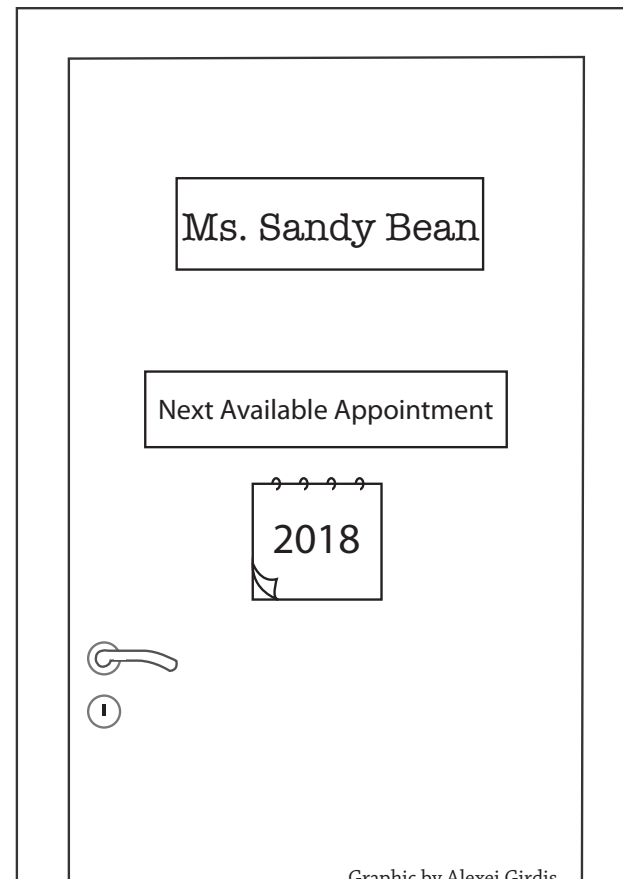 Ms. Sandy Bean
Next Available Appointment
2018
Graphic by Alexei Girdis